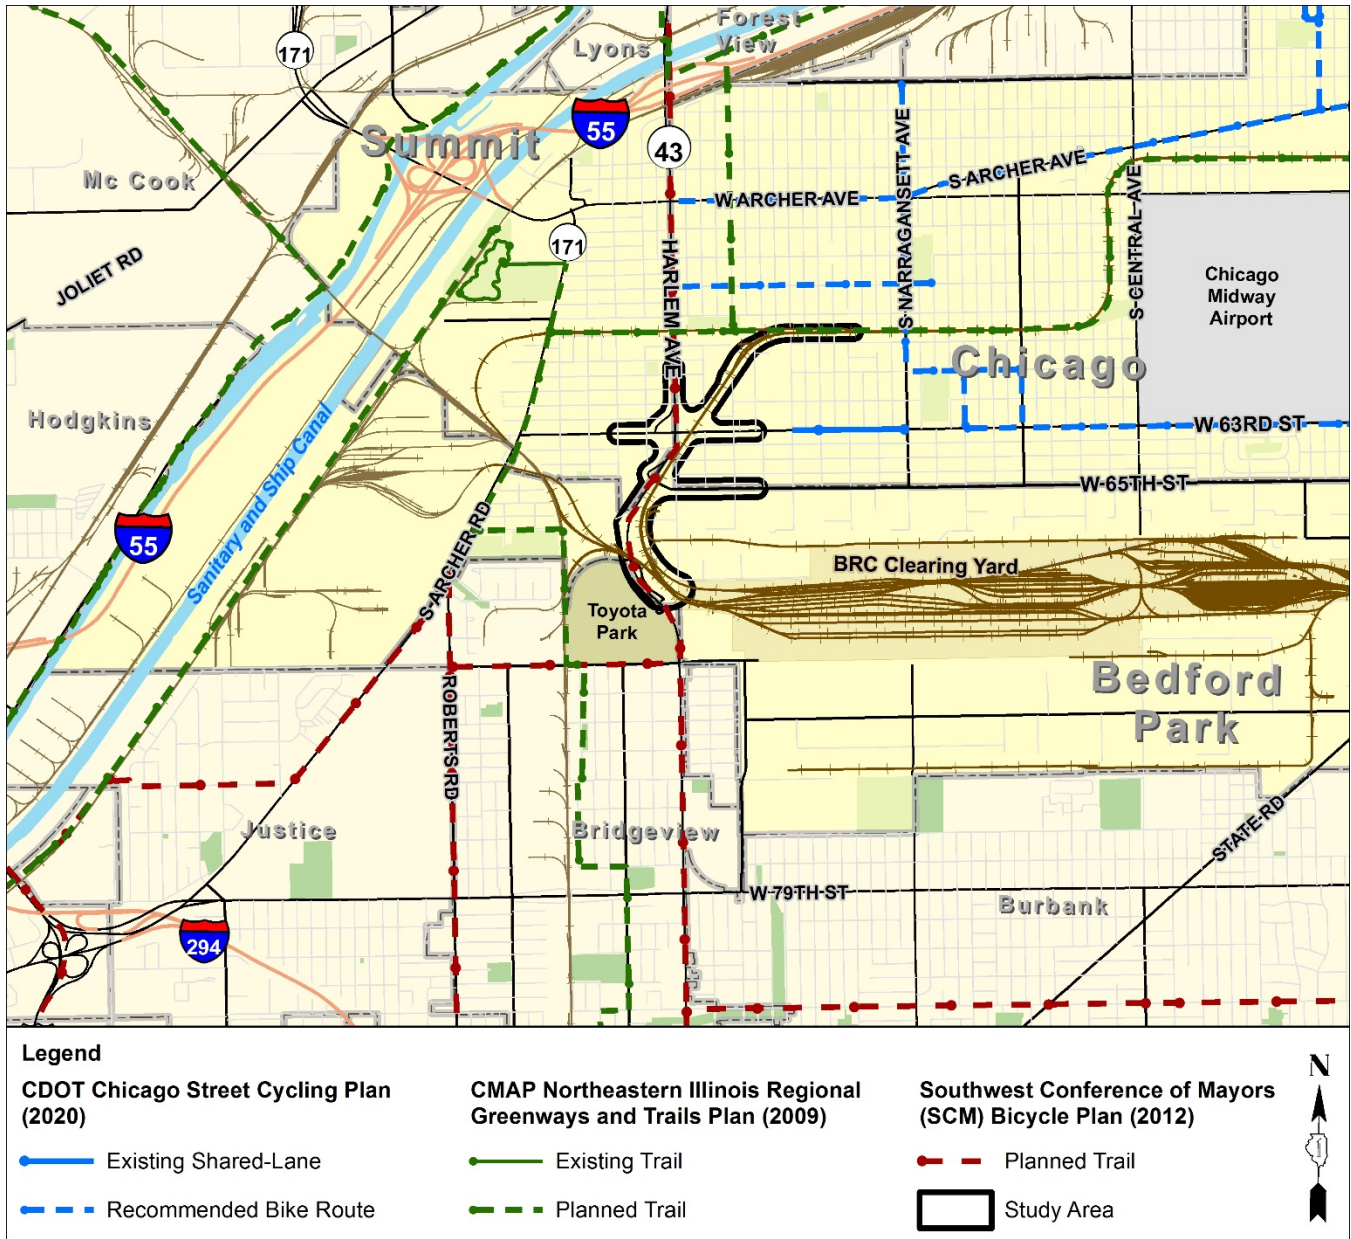 Forest
View
Lyons
171
55
Summit
43
Mc Cook
S NARRAGANSETT AVE
S ARCHER AVE
W ARCHER AVE
S CENTRAL AVE
171
JOLIET RD
HARLEM AVE
Chicago
Midway
Airport
Chicago
Hodgkins
W 63RD ST
Sanitary and Ship Canal
W 65TH ST
55
S ARCHER RD
BRC Clearing Yard
Toyota
Park
Bedford
Park
ROBERTS RD
Justice
Bridgeview
STATE RD
W 79TH ST
Burbank
294
Legend
CDOT Chicago Street Cycling Plan
(2020)
Existing Shared-Lane
Recommended Bike Route
CMAP Northeastern Illinois Regional
Greenways and Trails Plan (2009)
Existing Trail
Planned Trail
Southwest Conference of Mayors
(SCM) Bicycle Plan (2012)
Planned Trail
Study Area
N